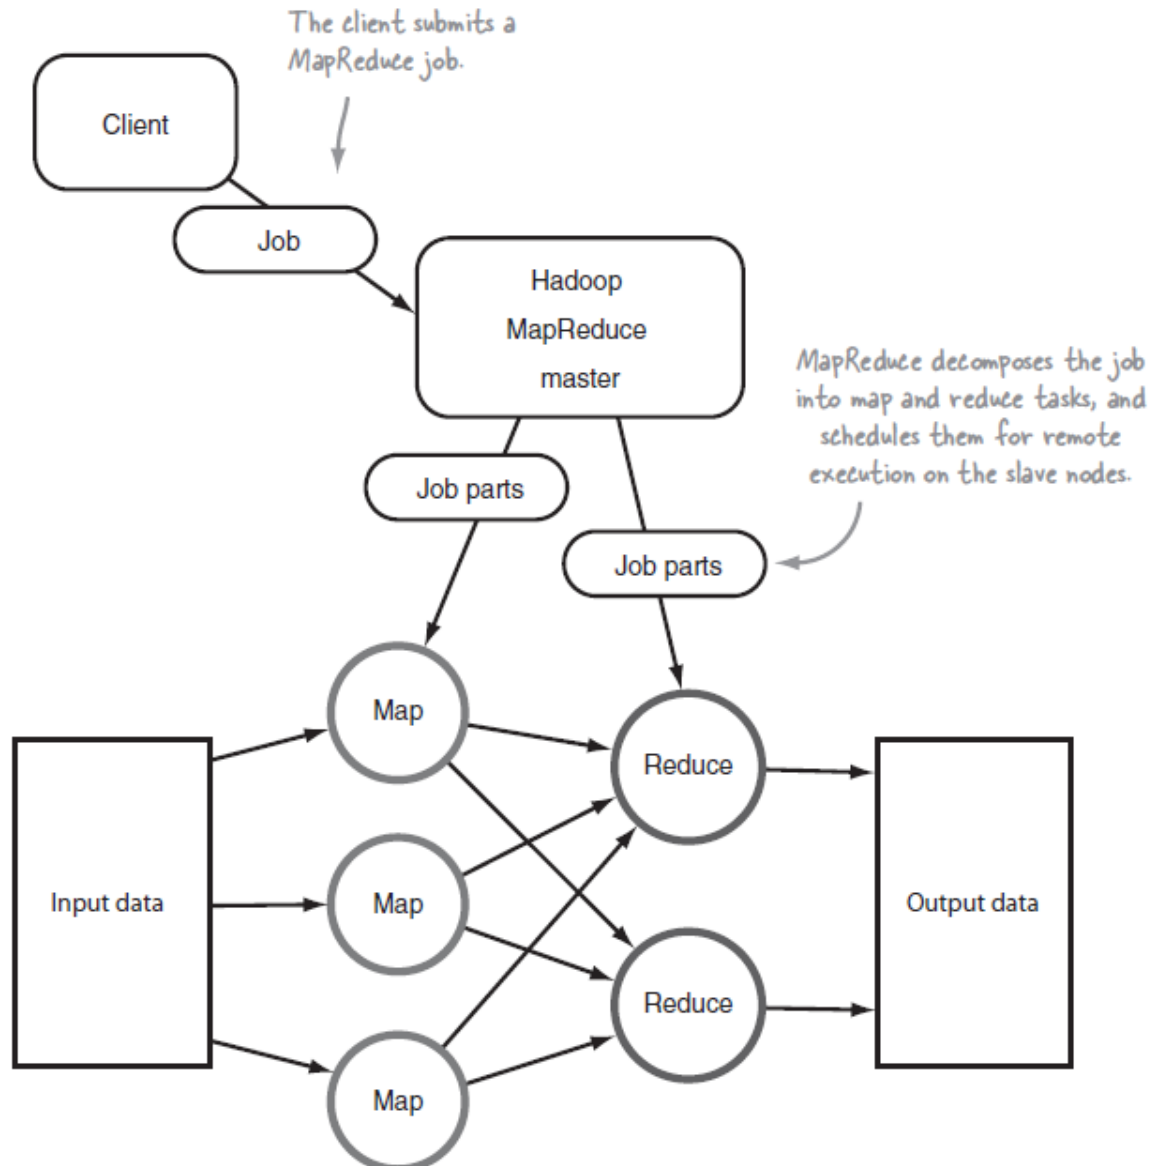 The client submits a
MapReduce job.
Client
Job
Hadoop
MapReduce
master
MapReduce decomposes the job
into map and reduce tasks, and
schedules them for remote
execution on the slave nodes.
Job parts
Job parts
Map
Reduce
Input data
Map
Output data
Reduce
Map